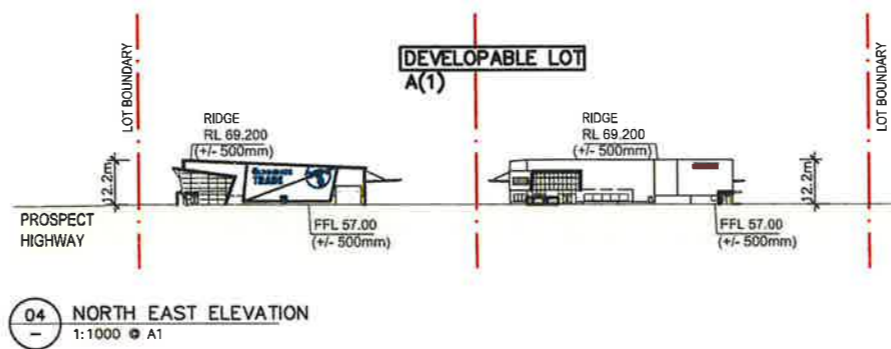 DEVELOPABLE LOT
A(1)
LOT BOUNDARY
LOT BOUNDARY
RIDGE
RL 69.200
(+/- 500mm)
RIDGE
RL 69.200
(+/- 500mm)
12.2m
TRADE
12.2m
PROSPECT
HIGHWAY
FFL 57.00
(+/- 500mm)
FFL 57.00
(+/- 500mm)
04
NORTH EAST ELEVATION
–
1:1000 @ A1